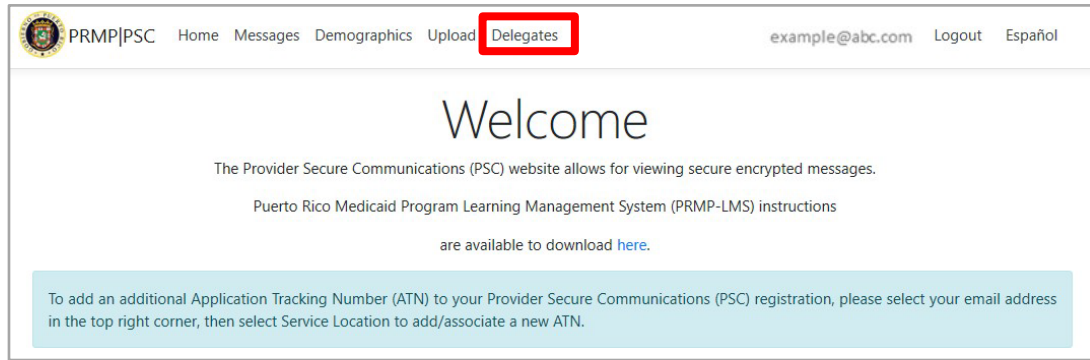 PRMP|PSC Home Messages Demographics Upload Delegates example@abc.com Logout Español
Welcome
The Provider Secure Communications (PSC) website allows for viewing secure encrypted messages.
Puerto Rico Medicaid Program Learning Management System (PRMP-LMS) instructions
are available to download here.
To add an additional Application Tracking Number (ATN) to your Provider Secure Communications (PSC) registration, please select your email address
in the top right corner, then select Service Location to add/associate a new ATN.